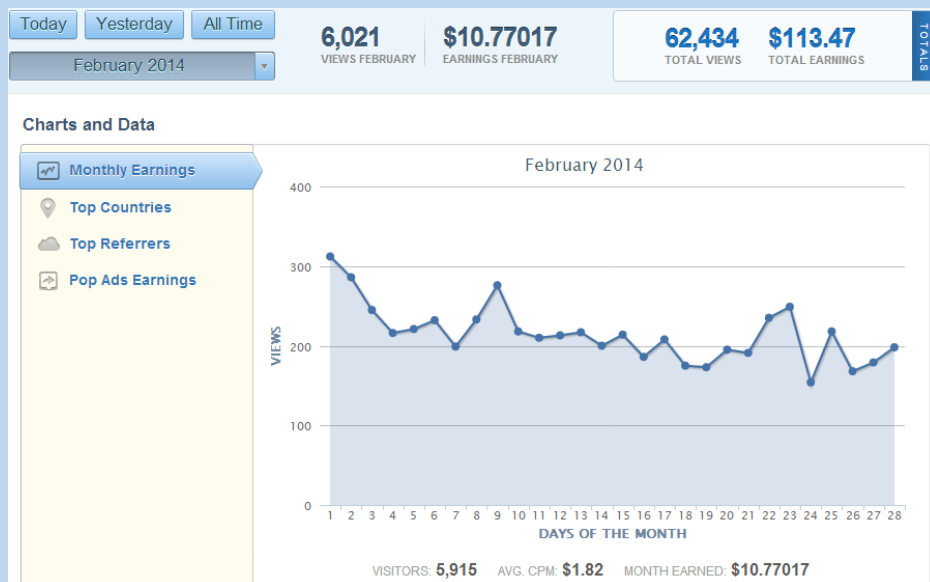 Today Yesterday All Time
February 2014
6,021
VIEWS FEBRUARY
$10.77017
EARNINGS FEBRUARY
62,434
TOTAL VIEWS
$113.47
TOTAL EARNINGS
TOTALS
Charts and Data
Monthly Earnings
Top Countries
Top Referrers
Pop Ads Earnings
February 2014
400
300
200
100
0
VIEWS
1 2 3 4 5 6 7 8 9 10 11 12 13 14 15 16 17 18 19 20 21 22 23 24 25 26 27 28
DAYS OF THE MONTH
VISITORS: 5,915 AVG. CPM: $1.82 MONTH EARNED: $10.77017